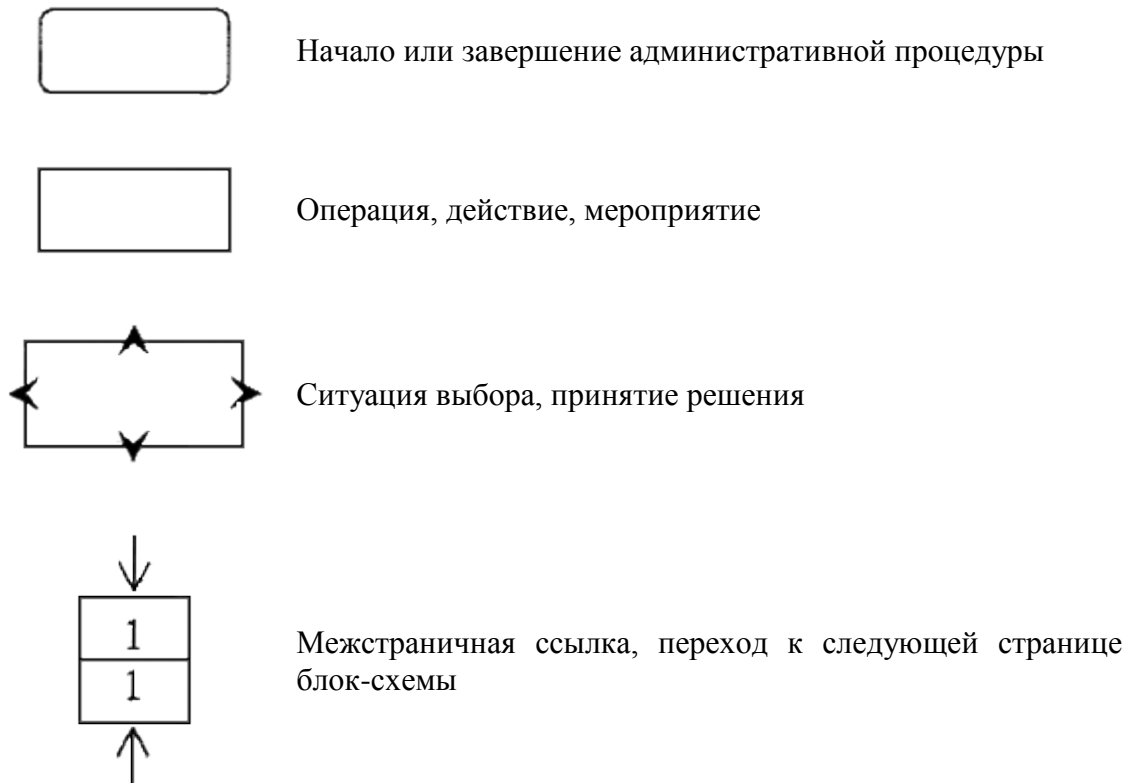 Начало или завершение административной процедуры
Операция, действие, мероприятие
Ситуация выбора, принятие решения
1
1
Межстраничная ссылка, переход к следующей странице
блок-схемы